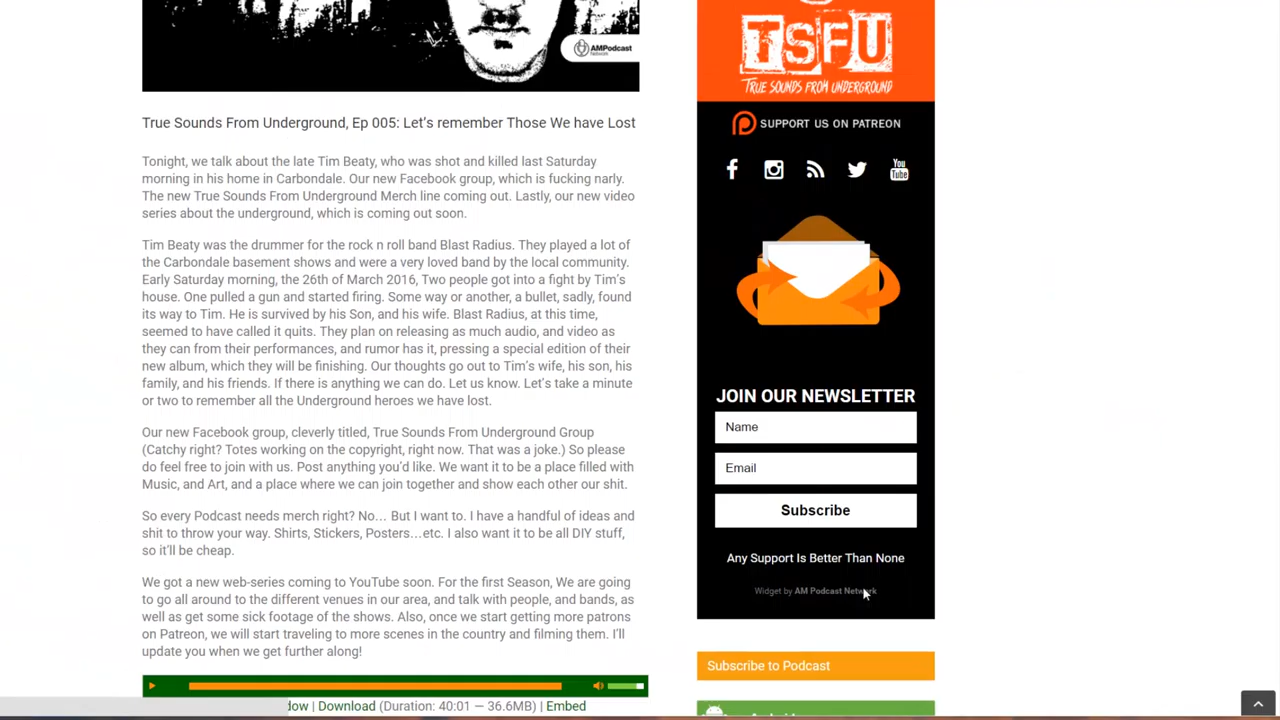 AMPodcast
Network
True Sounds From Underground, Ep 005: Let's remember Those We have Lost
Tonight, we talk about the late Tim Beaty, who was shot and killed last Saturday
morning in his home in Carbondale. Our new Facebook group, which is fucking narly.
The new True Sounds From Underground Merch line coming out. Lastly, our new video
series about the underground, which is coming out soon.
Tim Beaty was the drummer for the rock n roll band Blast Radius. They played a lot of
the Carbondale basement shows and were a very loved band by the local community.
Early Saturday morning, the 26th of March 2016, Two people got into a fight by Tim's
house. One pulled a gun and started firing. Some way or another, a bullet, sadly, found
its way to Tim. He is survived by his Son, and his wife. Blast Radius, at this time,
seemed to have called it quits. They plan on releasing as much audio, and video as
they can from their performances, and rumor has it, pressing a special edition of their
new album, which they will be finishing. Our thoughts go out to Tim's wife, his son, his
family, and his friends. If there is anything we can do. Let us know. Let's take a minute
or two to remember all the Underground heroes we have lost.
Our new Facebook group, cleverly titled, True Sounds From Underground Group
(Catchy right? Totes working on the copyright, right now. That was a joke.) So please
do feel free to join with us. Post anything you'd like. We want it to be a place filled with
Music, and Art, and a place where we can join together and show each other our shit.
So every Podcast needs merch right? No... But I want to. I have a handful of ideas and
shit to throw your way. Shirts, Stickers, Posters...etc. I also want it to be all DIY stuff,
so it'll be cheap.
We got a new web-series coming to YouTube soon. For the first Season, We are going
to go all around to the different venues in our area, and talk with people, and bands, as
well as get some sick footage of the shows. Also, once we start getting more patrons
on Patreon, we will start traveling to more scenes in the country and filming them. I'll
update you when we get further along!
dow | Download (Duration: 40:01 — 36.6MB) | Embed
TSFU
TRUE SOUNDS FROM UNDERGROUND
SUPPORT US ON PATREON
You
Tube
JOIN OUR NEWSLETTER
Name
Email
Subscribe
Any Support Is Better Than None
Widget by AM Podcast Network
Subscribe to Podcast